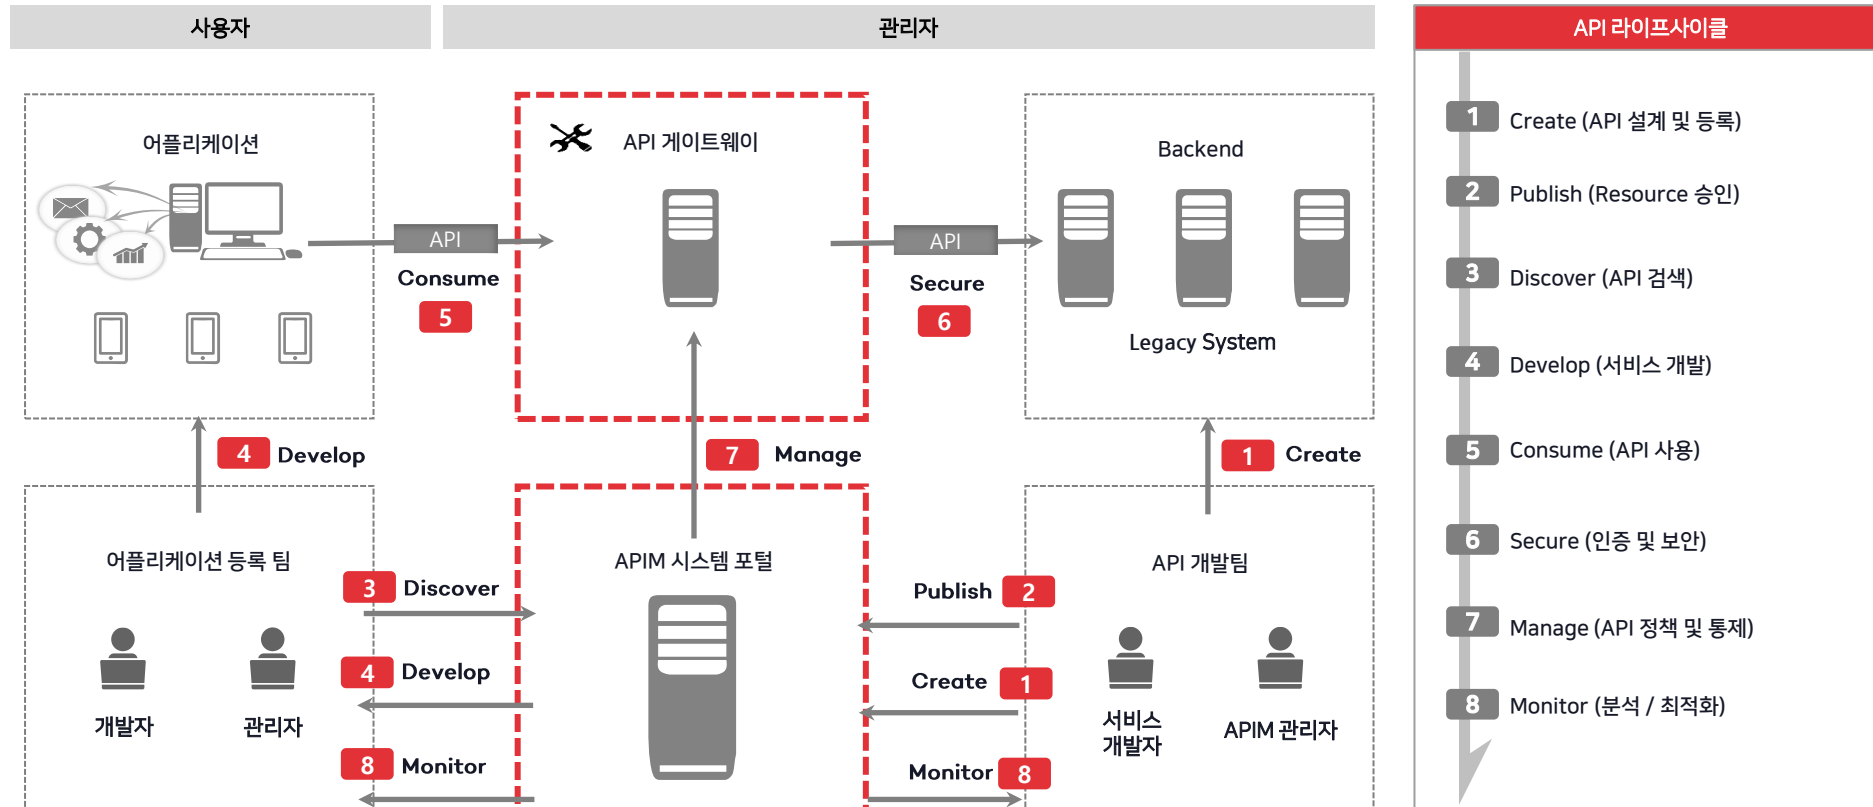 사용자
관리자
API 라이프사이클
어플리케이션
API
Consume
5
API 게이트웨이
API
Secure
6
Backend
Legacy System
4 Develop
7 Manage
1 Create
어플리케이션 등록 팀
개발자
관리자
3 Discover
4 Develop
8 Monitor
APIM 시스템 포털
Publish 2
Create 1
Monitor 8
API 개발팀
서비스
개발자
APIM 관리자
1 Create (API 설계 및 등록)
2 Publish (Resource 승인)
3 Discover (API 검색)
4 Develop (서비스 개발)
5 Consume (API 사용)
6 Secure (인증 및 보안)
7 Manage (API 정책 및 통제)
8 Monitor (분석 / 최적화)